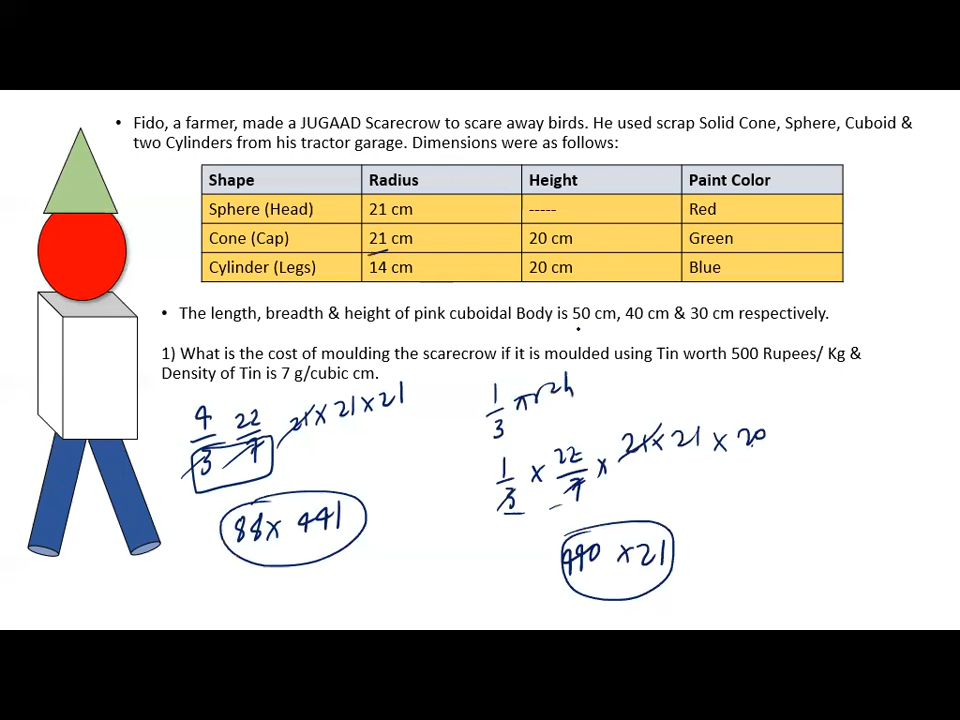 • Fido, a farmer, made a JUGAAD Scarecrow to scare away birds. He used scrap Solid Cone, Sphere, Cuboid &
two Cylinders from his tractor garage. Dimensions were as follows:
Shape Radius Height Paint Color
Sphere (Head) 21 cm ----- Red
Cone (Cap) 21 cm 20 cm Green
Cylinder (Legs) 14 cm 20 cm Blue
• The length, breadth & height of pink cuboidal Body is 50 cm, 40 cm & 30 cm respectively.
1) What is the cost of moulding the scarecrow if it is moulded using Tin worth 500 Rupees/ Kg &
Density of Tin is 7 g/cubic cm.
4/3 22/7 21 x 21 x 21
88 x 441
1/3 πr2h
1/3 x 22/7 x 21 x 21 x 20
440 x 21